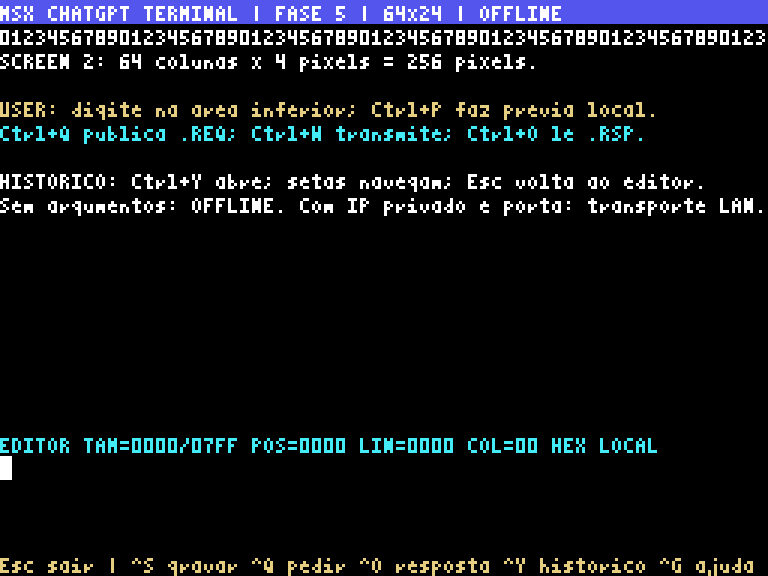 MSX CHATGPT TERMINAL | FASE 5 | 64x24 | OFFLINE
0123456789012345678901234567890123456789012345678901234567890123
SCREEN 2: 64 colunas x 4 pixels = 256 pixels.
USER: digite na area inferior; Ctrl+P faz previa local.
Ctrl+Q publica .REQ; Ctrl+W transmite; Ctrl+O le .RSP.
HISTORICO: Ctrl+Y abre; setas navegam; Esc volta ao editor.
Sem argumentos: OFFLINE. Com IP privado e porta: transporte LAN.
EDITOR TAM=0000/07FF POS=0000 LIN=0000 COL=00 HEX LOCAL
Esc sair | ^S gravar ^Q pedir ^O resposta ^Y historico ^G ajuda